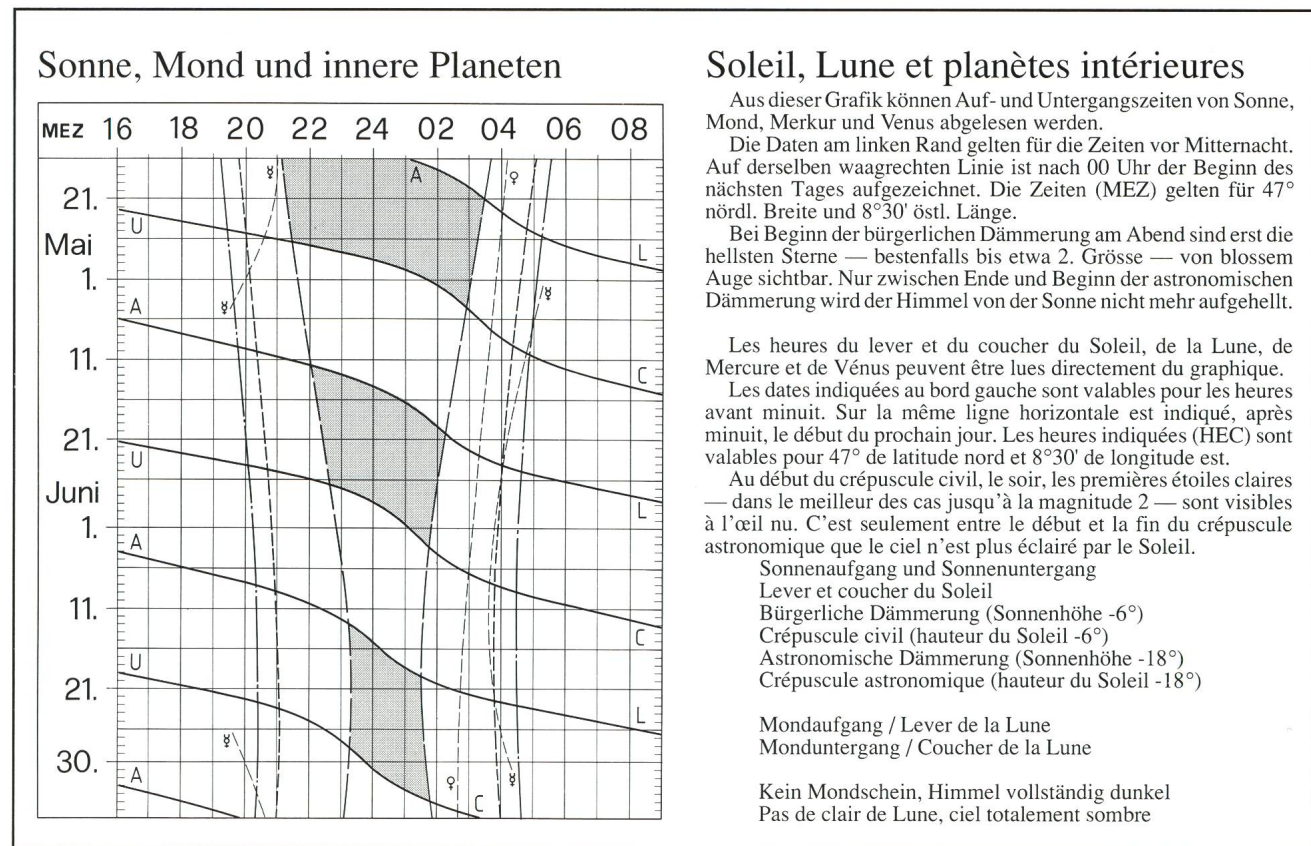 Sonne, Mond und innere Planeten
MEZ 16 18 20 22 24 02 04 06 08
☿
A
♀
21.
U
Mai
L
1.
☿
☿
A
11.
C
21.
U
Juni
L
1.
A
11.
C
U
21.
L
☿
30.
A
♀
☿
C
Soleil, Lune et planètes intérieures
Aus dieser Grafik können Auf- und Untergangszeiten von Sonne,
Mond, Merkur und Venus abgelesen werden.
Die Daten am linken Rand gelten für die Zeiten vor Mitternacht.
Auf derselben waagrechten Linie ist nach 00 Uhr der Beginn des
nächsten Tages aufgezeichnet. Die Zeiten (MEZ) gelten für 47°
nördl. Breite und 8°30' östl. Länge.
Bei Beginn der bürgerlichen Dämmerung am Abend sind erst die
hellsten Sterne — bestenfalls bis etwa 2. Grösse — von blossem
Auge sichtbar. Nur zwischen Ende und Beginn der astronomischen
Dämmerung wird der Himmel von der Sonne nicht mehr aufgehellt.
Les heures du lever et du coucher du Soleil, de la Lune, de
Mercure et de Vénus peuvent être lues directement du graphique.
Les dates indiquées au bord gauche sont valables pour les heures
avant minuit. Sur la même ligne horizontale est indiqué, après
minuit, le début du prochain jour. Les heures indiquées (HEC) sont
valables pour 47° de latitude nord et 8°30' de longitude est.
Au début du crépuscule civil, le soir, les premières étoiles claires
— dans le meilleur des cas jusqu'à la magnitude 2 — sont visibles
à l'œil nu. C'est seulement entre le début et la fin du crépuscule
astronomique que le ciel n'est plus éclairé par le Soleil.
Sonnenaufgang und Sonnenuntergang
Lever et coucher du Soleil
Bürgerliche Dämmerung (Sonnenhöhe -6°)
Crépuscule civil (hauteur du Soleil -6°)
Astronomische Dämmerung (Sonnenhöhe -18°)
Crépuscule astronomique (hauteur du Soleil -18°)
Mondaufgang / Lever de la Lune
Monduntergang / Coucher de la Lune
Kein Mondschein, Himmel vollständig dunkel
Pas de clair de Lune, ciel totalement sombre